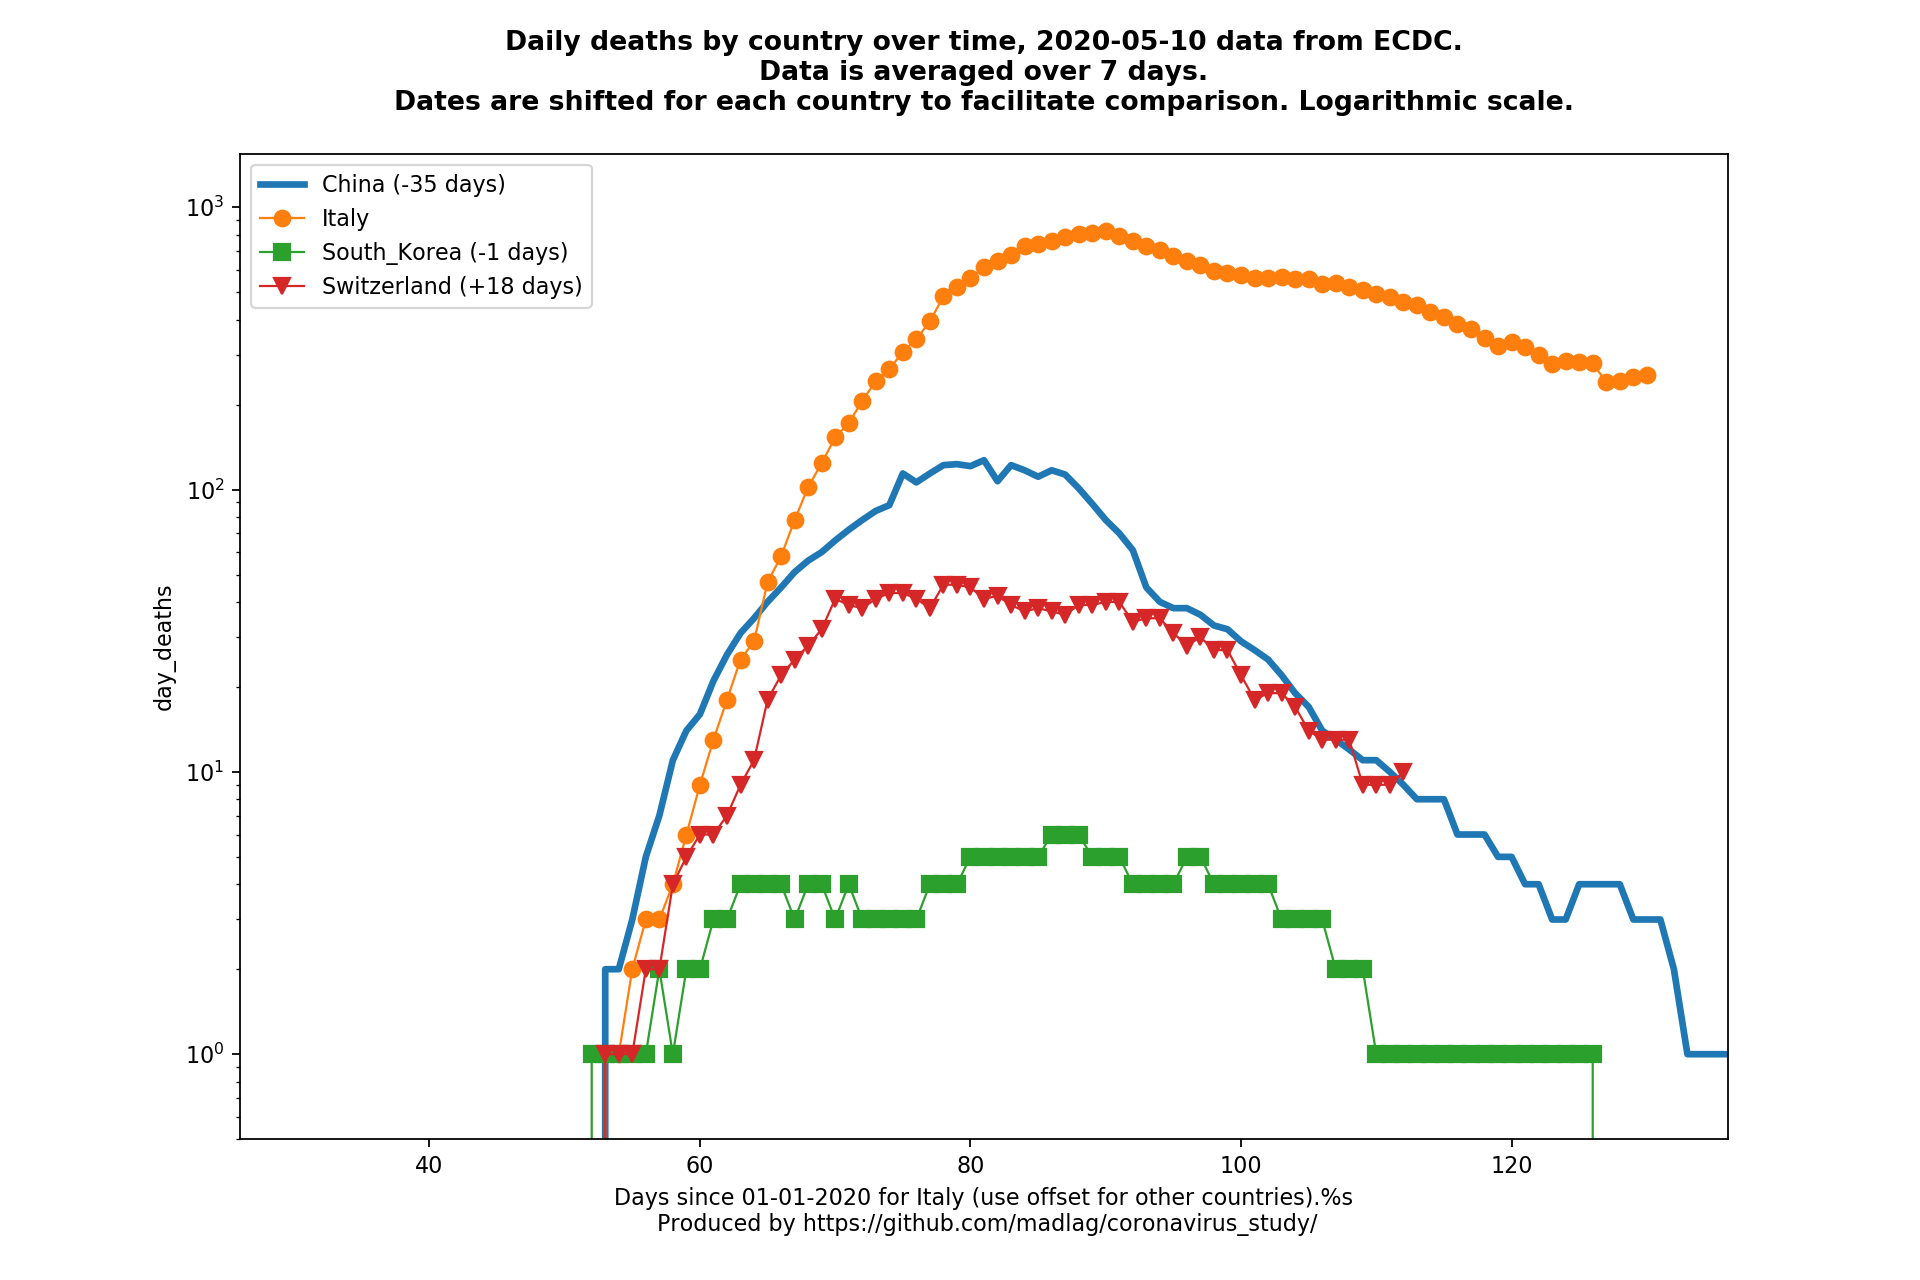 Daily deaths by country over time, 2020-05-10 data from ECDC.
Data is averaged over 7 days.
Dates are shifted for each country to facilitate comparison. Logarithmic scale.
China (-35 days)
Italy
South_Korea (-1 days)
Switzerland (+18 days)
10³
10²
10¹
10⁰
day_deaths
40 60 80 100 120
Days since 01-01-2020 for Italy (use offset for other countries).%s
Produced by https://github.com/madlag/coronavirus_study/